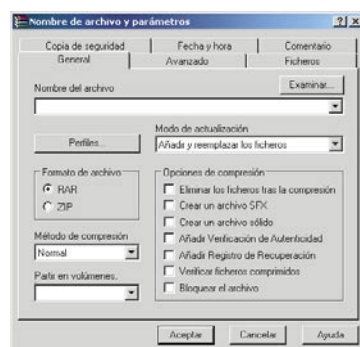 Nombre de archivo y parámetros
Copia de seguridad Fecha y hora Comentario
General Avanzado Ficheros
Nombre del archivo
Examinar...
Perfiles...
Modo de actualización
Añadir y reemplazar los ficheros
Formato de archivo
RAR
ZIP
Método de compresión
Normal
Partir en volúmenes.
Opciones de compresión
Eliminar los ficheros tras la compresión
Crear un archivo SFX
Crear un archivo sólido
Añadir Verificación de Autenticidad
Añadir Registro de Recuperación
Verificar ficheros comprimidos
Bloquear el archivo
Aceptar Cancelar Ayuda